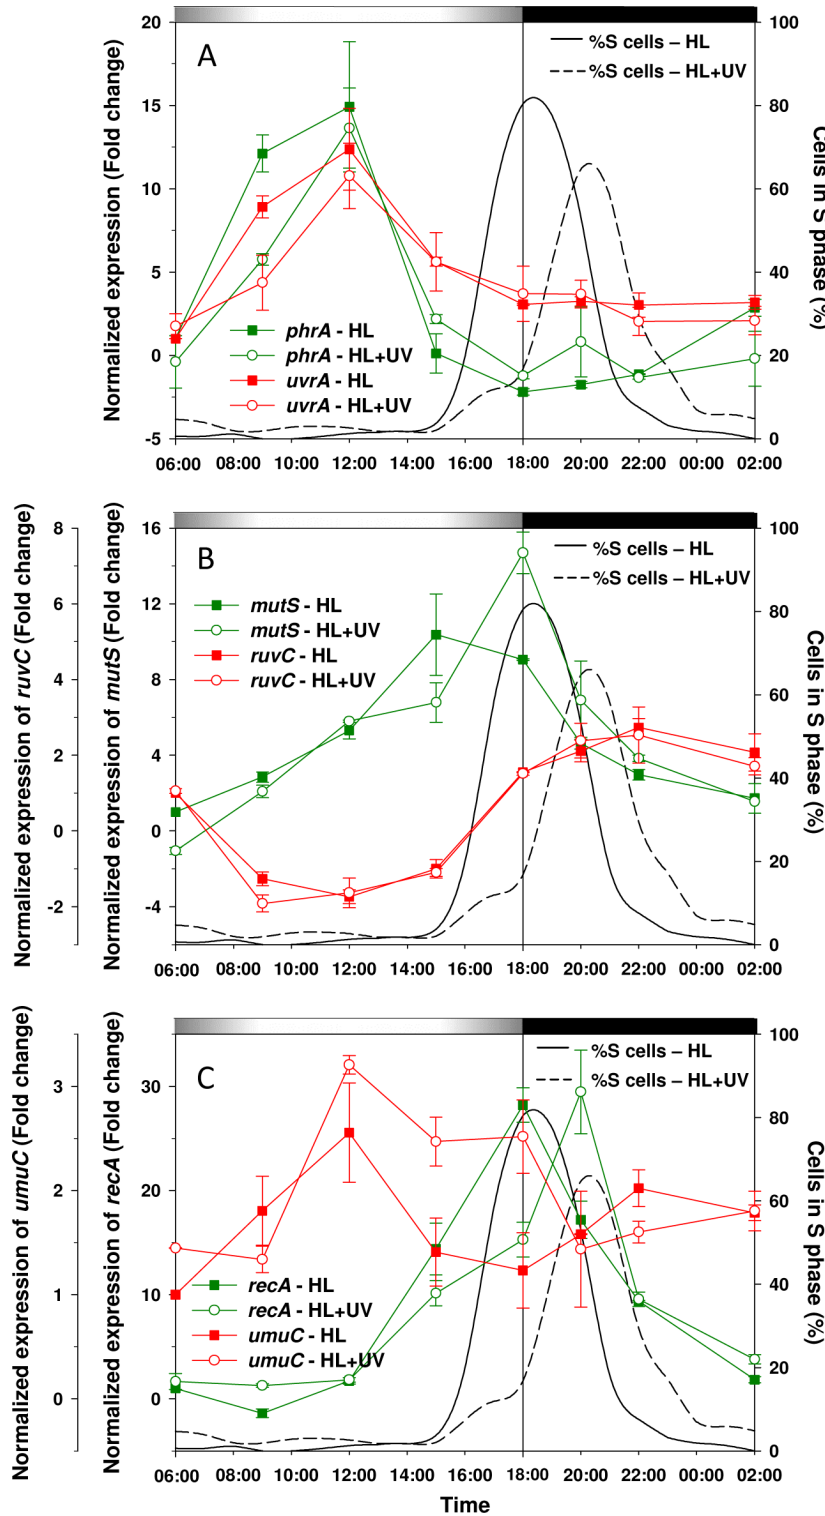 A
%S cells – HL
%S cells – HL+UV
Normalized expression (Fold change)
20
15
10
5
0
-5
phrA - HL
phrA - HL+UV
uvrA - HL
uvrA - HL+UV
100
80
60
40
20
0
Cells in S phase (%)
06:00 08:00 10:00 12:00 14:00 16:00 18:00 20:00 22:00 00:00 02:00
B
%S cells – HL
%S cells – HL+UV
Normalized expression of ruvC (Fold change)
8
6
4
2
0
-2
Normalized expression of mutS (Fold change)
16
12
8
4
0
-4
mutS - HL
mutS - HL+UV
ruvC - HL
ruvC - HL+UV
100
80
60
40
20
0
Cells in S phase (%)
06:00 08:00 10:00 12:00 14:00 16:00 18:00 20:00 22:00 00:00 02:00
C
%S cells – HL
%S cells – HL+UV
Normalized expression of umuC (Fold change)
3
2
1
0
Normalized expression of recA (Fold change)
30
20
10
0
recA - HL
recA - HL+UV
umuC - HL
umuC - HL+UV
100
80
60
40
20
0
Cells in S phase (%)
06:00 08:00 10:00 12:00 14:00 16:00 18:00 20:00 22:00 00:00 02:00
Time